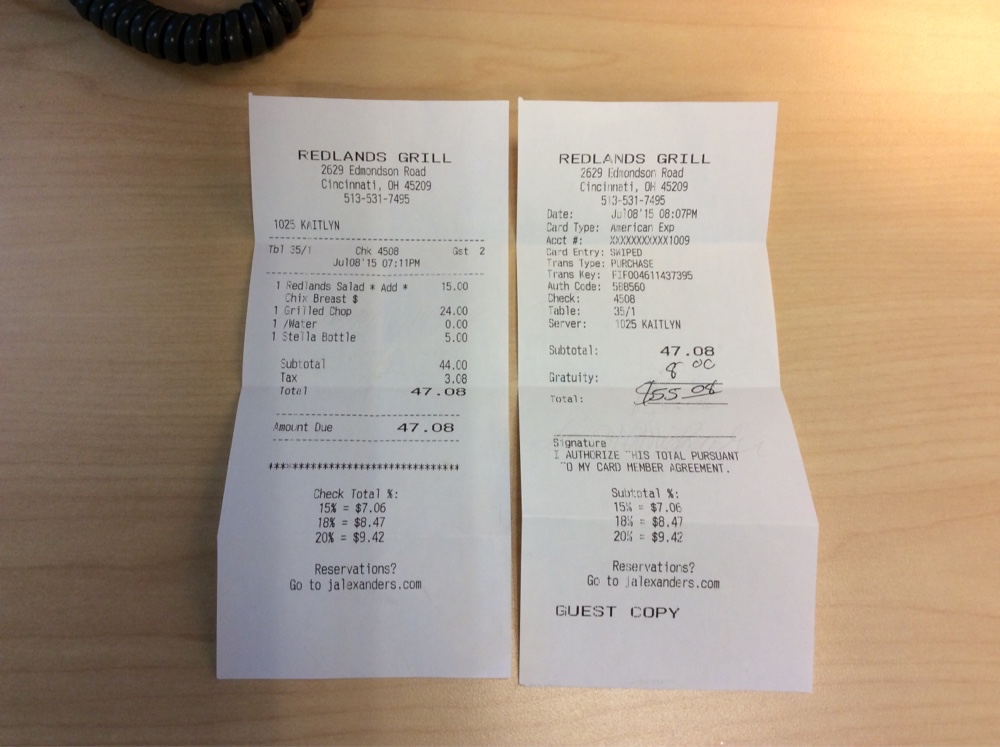 REDLANDS GRILL
2629 Edmondson Road
Cincinnati, OH 45209
513-531-7495
1025 KAITLYN
Tbl 35/1 Chk 4508 Gst 2
Jul08'15 07:11PM
1 Redlands Salad * Add * 15.00
Chix Breast $
1 Grilled Chop 24.00
1 /Water 0.00
1 Stella Bottle 5.00
Subtotal 44.00
Tax 3.08
Total 47.08
Amount Due 47.08
Check Total %:
15% = $7.06
18% = $8.47
20% = $9.42
Reservations?
Go to jalexanders.com
REDLANDS GRILL
2629 Edmondson Road
Cincinnati, OH 45209
513-531-7495
Date: Jul08'15 08:07PM
Card Type: American Exp
Acct #: XXXXXXXXXXX1009
Card Entry: SWIPED
Trans Type: PURCHASE
Trans Key: FIF004611437395
Auth Code: 588560
Check: 4508
Table: 35/1
Server: 1025 KAITLYN
Subtotal: 47.08
Gratuity: 8 00
Total: $55.08
Signature
I AUTHORIZE THIS TOTAL PURSUANT
TO MY CARD MEMBER AGREEMENT.
Subtotal %:
15% = $7.06
18% = $8.47
20% = $9.42
Reservations?
Go to jalexanders.com
GUEST COPY